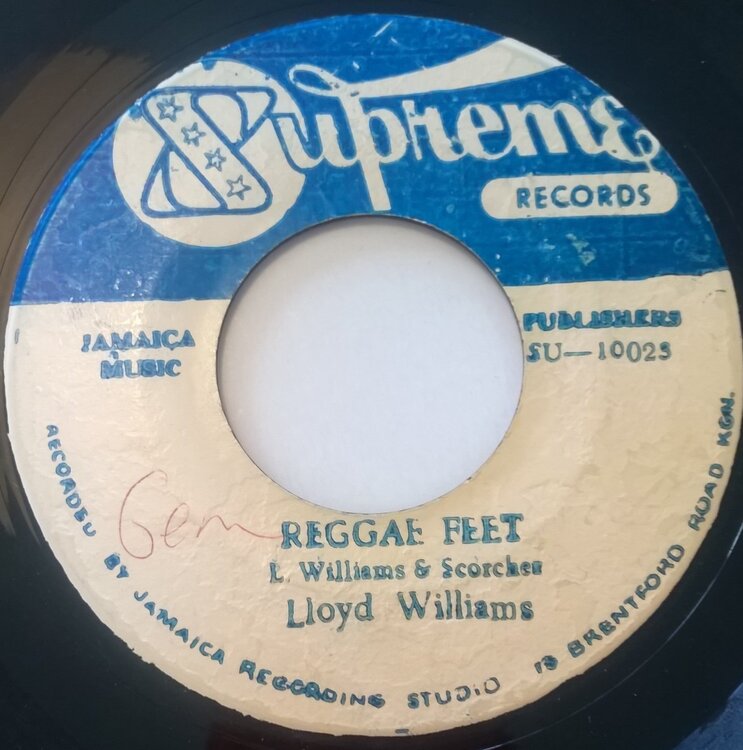 Supreme
RECORDS
JAMAICA
MUSIC
PUBLISHERS
SU—10023
Gem
REGGAE FEET
L. Williams & Scorcher
Lloyd Williams
RECORDED BY JAMAICA RECORDING STUDIO 13 BRENTFORD ROAD KGN.